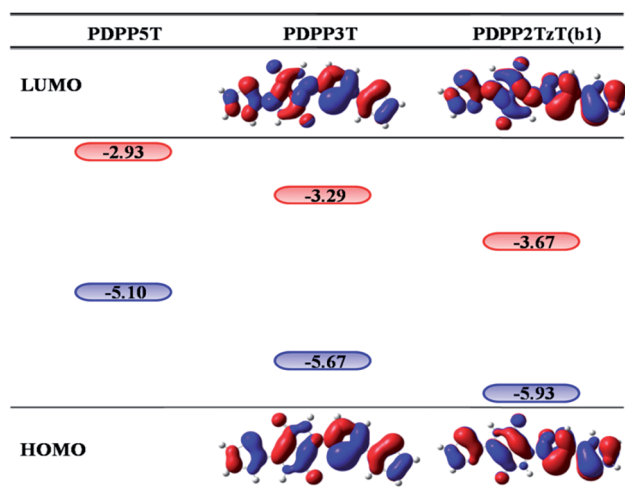 PDPP5T PDPP3T PDPP2TzT(b1)
LUMO
-2.93
-3.29
-3.67
-5.10
-5.67
-5.93
HOMO